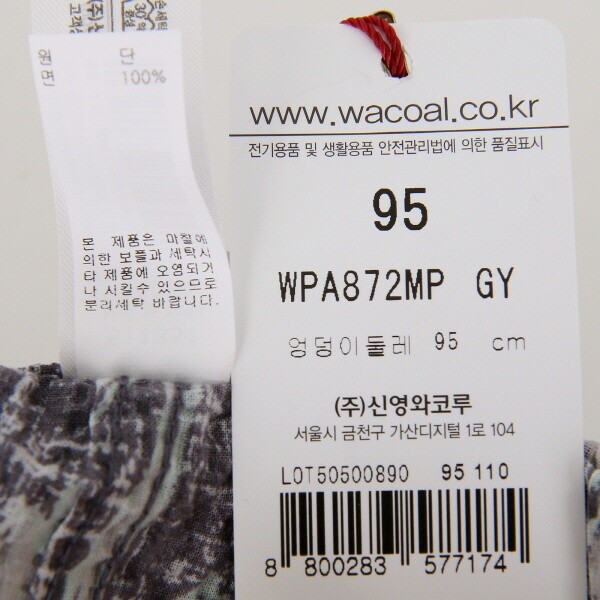 원 단
면 100%
본 제품은 마찰에
의한 보풀과 세탁시
타 제품에 오염되거
나 시킬수 있으므로
분리세탁 바랍니다.
www.wacoal.co.kr
전기용품 및 생활용품 안전관리법에 의한 품질표시
95
WPA872MP GY
엉덩이둘레 95 cm
(주)신영와코루
서울시 금천구 가산디지털 1로 104
LOT50500890 95 110
8 800283 577174